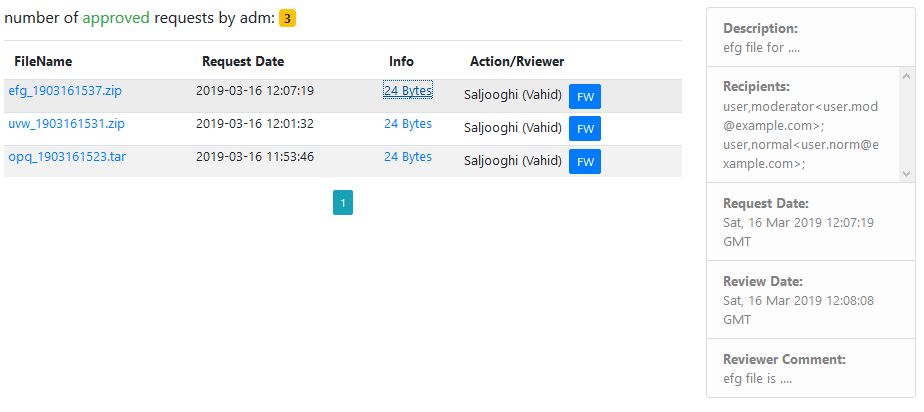 number of approved requests by adm: 3
FileName Request Date Info Action/Rviewer
efg_1903161537.zip 2019-03-16 12:07:19 24 Bytes Saljooghi (Vahid) FW
uvw_1903161531.zip 2019-03-16 12:01:32 24 Bytes Saljooghi (Vahid) FW
opq_1903161523.tar 2019-03-16 11:53:46 24 Bytes Saljooghi (Vahid) FW
1
Description:
efg file for ....
Recipients:
user,moderator<user.mod
@example.com>;
user,normal<user.norm@e
xample.com>;
Request Date:
Sat, 16 Mar 2019 12:07:19
GMT
Review Date:
Sat, 16 Mar 2019 12:08:08
GMT
Reviewer Comment:
efg file is ....